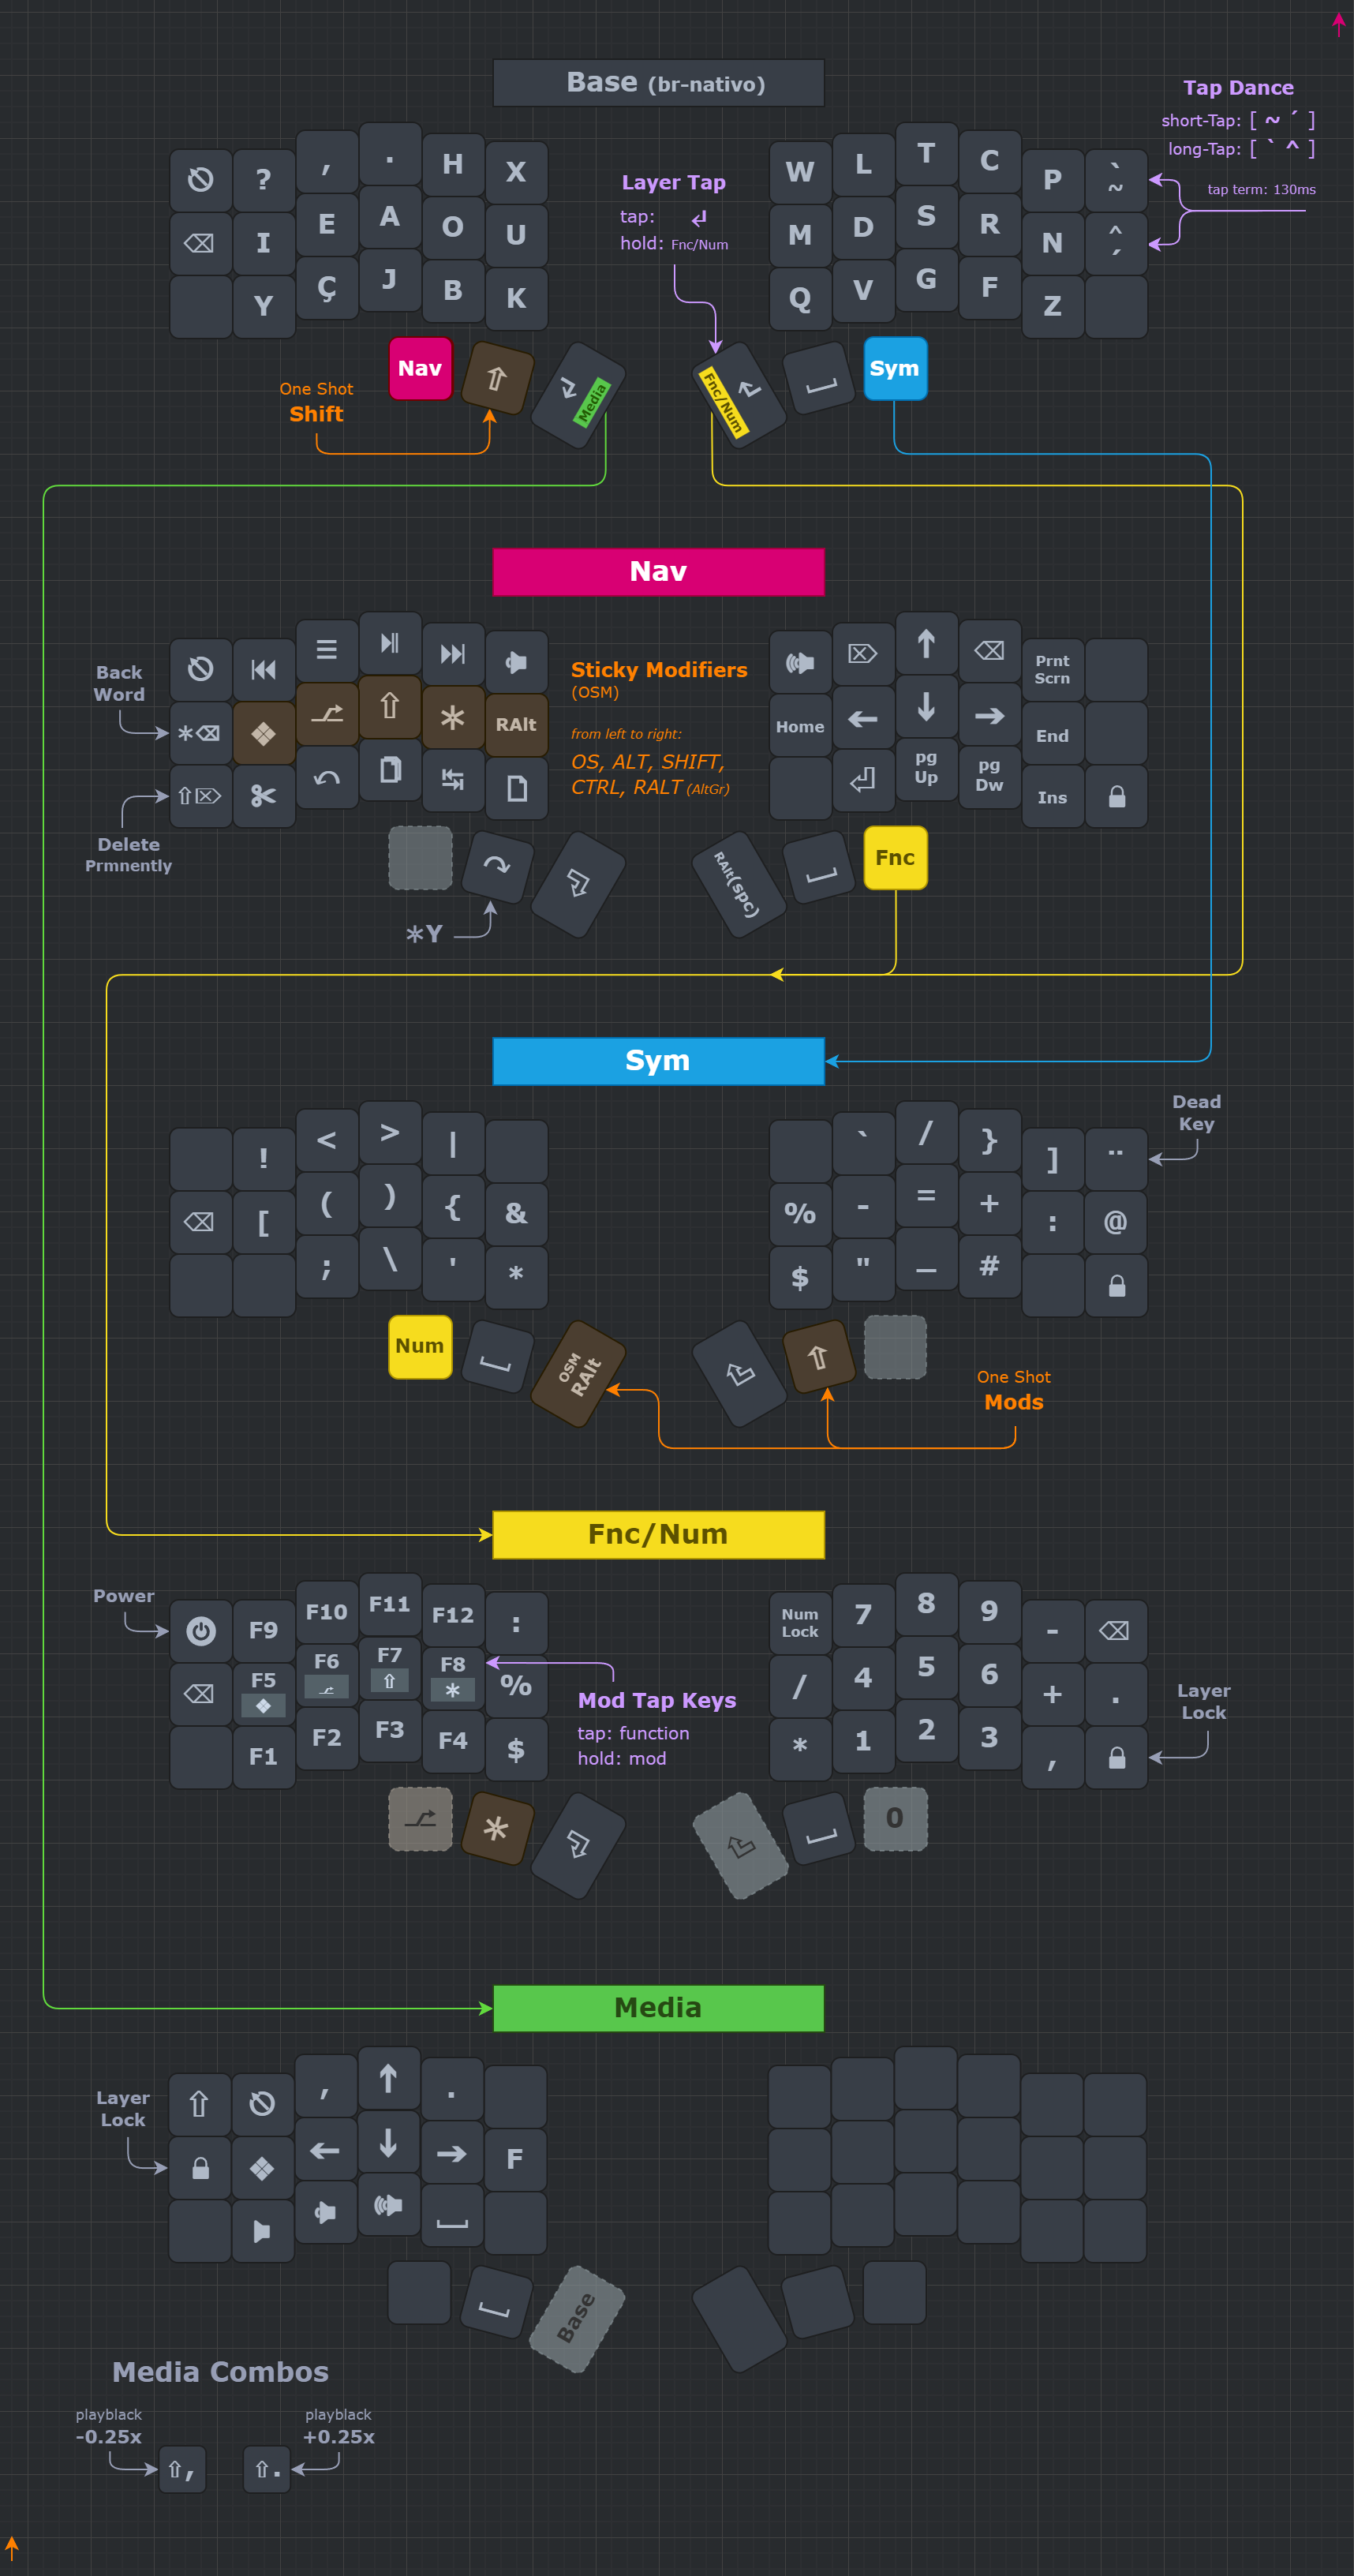 Base (br-nativo)
Tap Dance
short-Tap: [ ~ ´ ]
long-Tap: [ ` ^ ]
tap term: 130ms
? , . H X
W L T C P ` ~
Layer Tap
tap: ↲
hold: Fnc/Num
⌫ I E A O U
M D S R N ^ ´
Y Ç J B K
Q V G F Z
Nav ⇧ Media
Fnc/Num Sym
One Shot
Shift
Nav
Back
Word
Prnt
Scrn
Sticky Modifiers
(OSM)
∗⌫ ❖ ⇧ ∗ RAlt
Home ← ↓ → End
from left to right:
OS, ALT, SHIFT,
CTRL, RALT (AltGr)
⇧⌦ ✂
pg
Up
pg
Dw
Ins
Delete
Prmnently
RAlt(spc)
Fnc
∗Y
Sym
Dead
Key
! < > |
` / } ] ¨
⌫ [ ( ) { &
% - = + : @
; \ ' *
$ " _ #
Num
OSM
RAlt
⇧
One Shot
Mods
Fnc/Num
Power
F9 F10 F11 F12 :
Num
Lock
7 8 9 - ⌫
⌫ F5 ❖ F6 F7 ⇧ F8 ∗ %
/ 4 5 6 + .
Mod Tap Keys
tap: function
hold: mod
Layer
Lock
F1 F2 F3 F4 $
* 1 2 3 ,
∗
0
Media
Layer
Lock
⇧ , ↑ .
❖ ← ↓ → F
Base
Media Combos
playblack
-0.25x
playblack
+0.25x
⇧,
⇧.